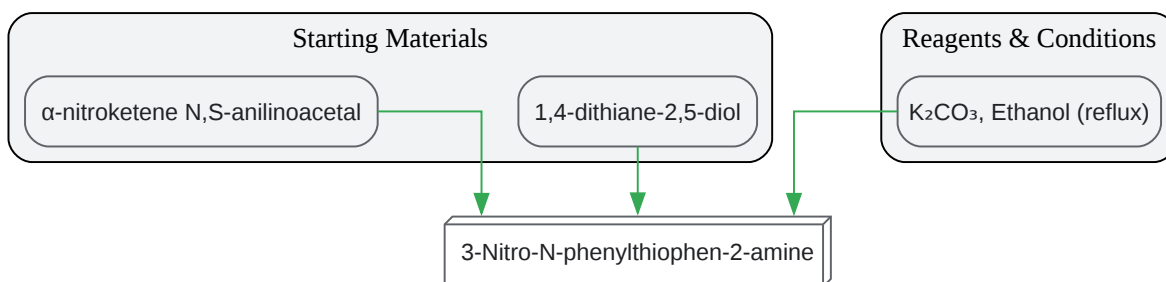 Starting Materials
Reagents & Conditions
α-nitroketene N,S-anilinoacetal
1,4-dithiane-2,5-diol
K₂CO₃, Ethanol (reflux)
3-Nitro-N-phenylthiophen-2-amine